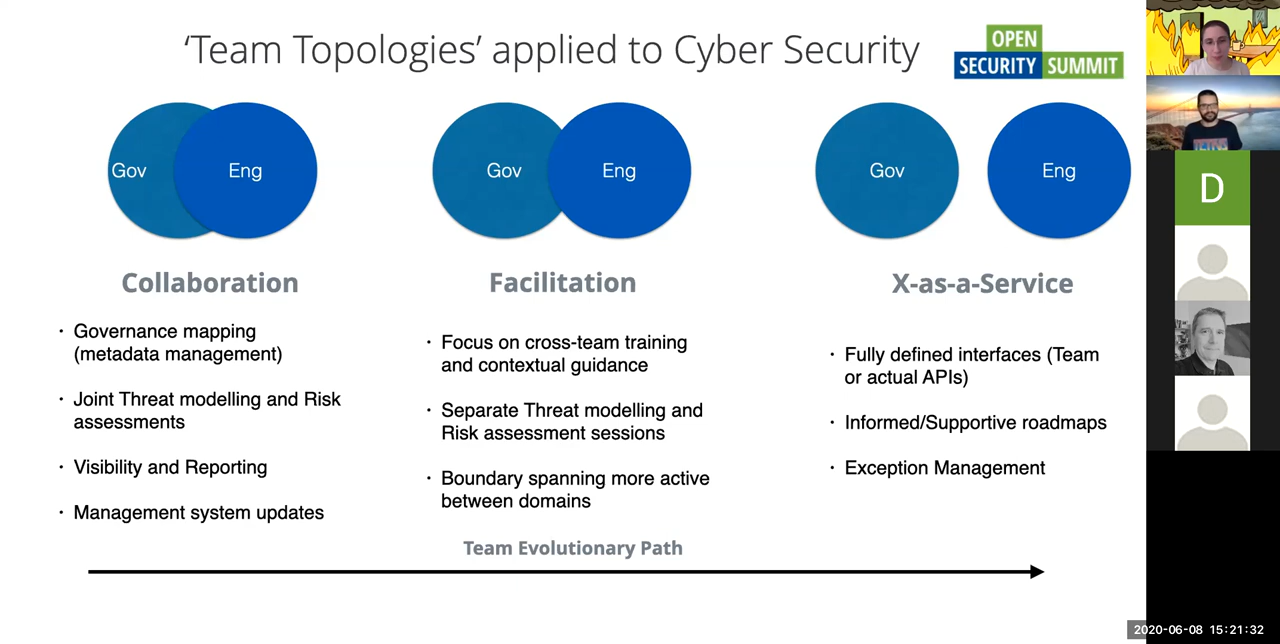 ‘Team Topologies’ applied to Cyber Security
OPEN
SECURITY SUMMIT
Gov
Eng
Gov
Eng
Gov
Eng
Collaboration
Facilitation
X-as-a-Service
· Governance mapping
(metadata management)
· Joint Threat modelling and Risk
assessments
· Visibility and Reporting
· Management system updates
· Focus on cross-team training
and contextual guidance
· Separate Threat modelling and
Risk assessment sessions
· Boundary spanning more active
between domains
· Fully defined interfaces (Team
or actual APIs)
· Informed/Supportive roadmaps
· Exception Management
Team Evolutionary Path
D
2020-06-08 15:21:32